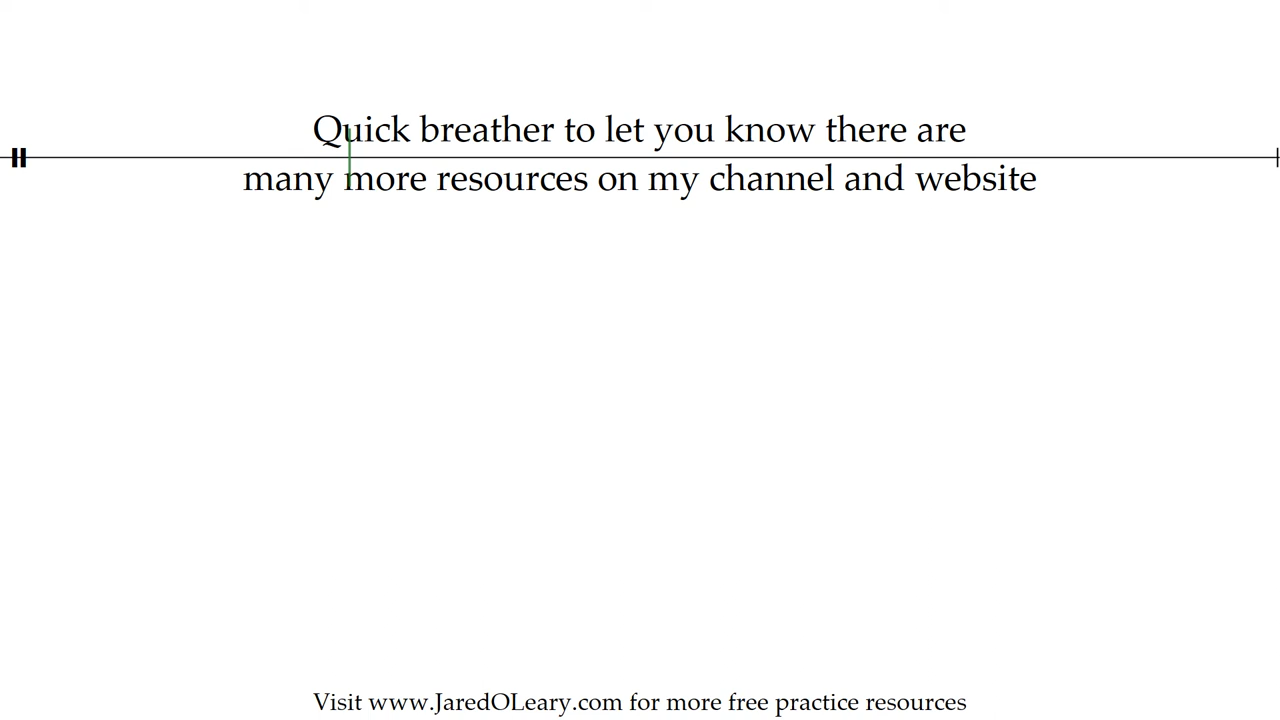 Quick breather to let you know there are
many more resources on my channel and website
Visit www.JaredOLeary.com for more free practice resources